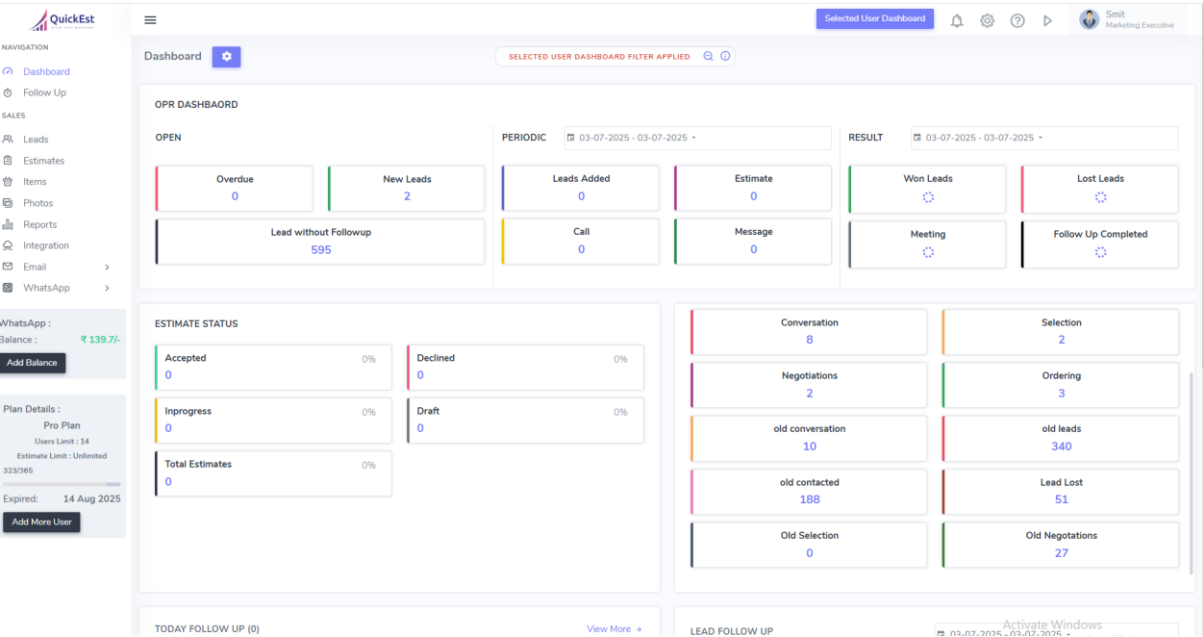 QuickEst
Selected User Dashboard
Smit
Marketing Executive
NAVIGATION
Dashboard
Follow Up
SALES
Leads
Estimates
Items
Photos
Reports
Integration
Email
WhatsApp
WhatsApp :
Balance :
₹ 139.7/-
Add Balance
Plan Details :
Pro Plan
Users Limit : 14
Estimate Limit : Unlimited
323/365
Expired: 14 Aug 2025
Add More User
Dashboard
SELECTED USER DASHBOARD FILTER APPLIED
OPR DASHBAORD
OPEN
Overdue
0
New Leads
2
Lead without Followup
595
PERIODIC
03-07-2025 - 03-07-2025
Leads Added
0
Estimate
0
Call
0
Message
0
RESULT
03-07-2025 - 03-07-2025
Won Leads
Lost Leads
Meeting
Follow Up Completed
ESTIMATE STATUS
Accepted 0%
0
Declined 0%
0
Inprogress 0%
0
Draft 0%
0
Total Estimates 0%
0
Conversation
8
Selection
2
Negotiations
2
Ordering
3
old conversation
10
old leads
340
old contacted
188
Lead Lost
51
Old Selection
0
Old Negotations
27
TODAY FOLLOW UP (0)
View More
LEAD FOLLOW UP
03-07-2025 - 03-07-2025
Activate Windows